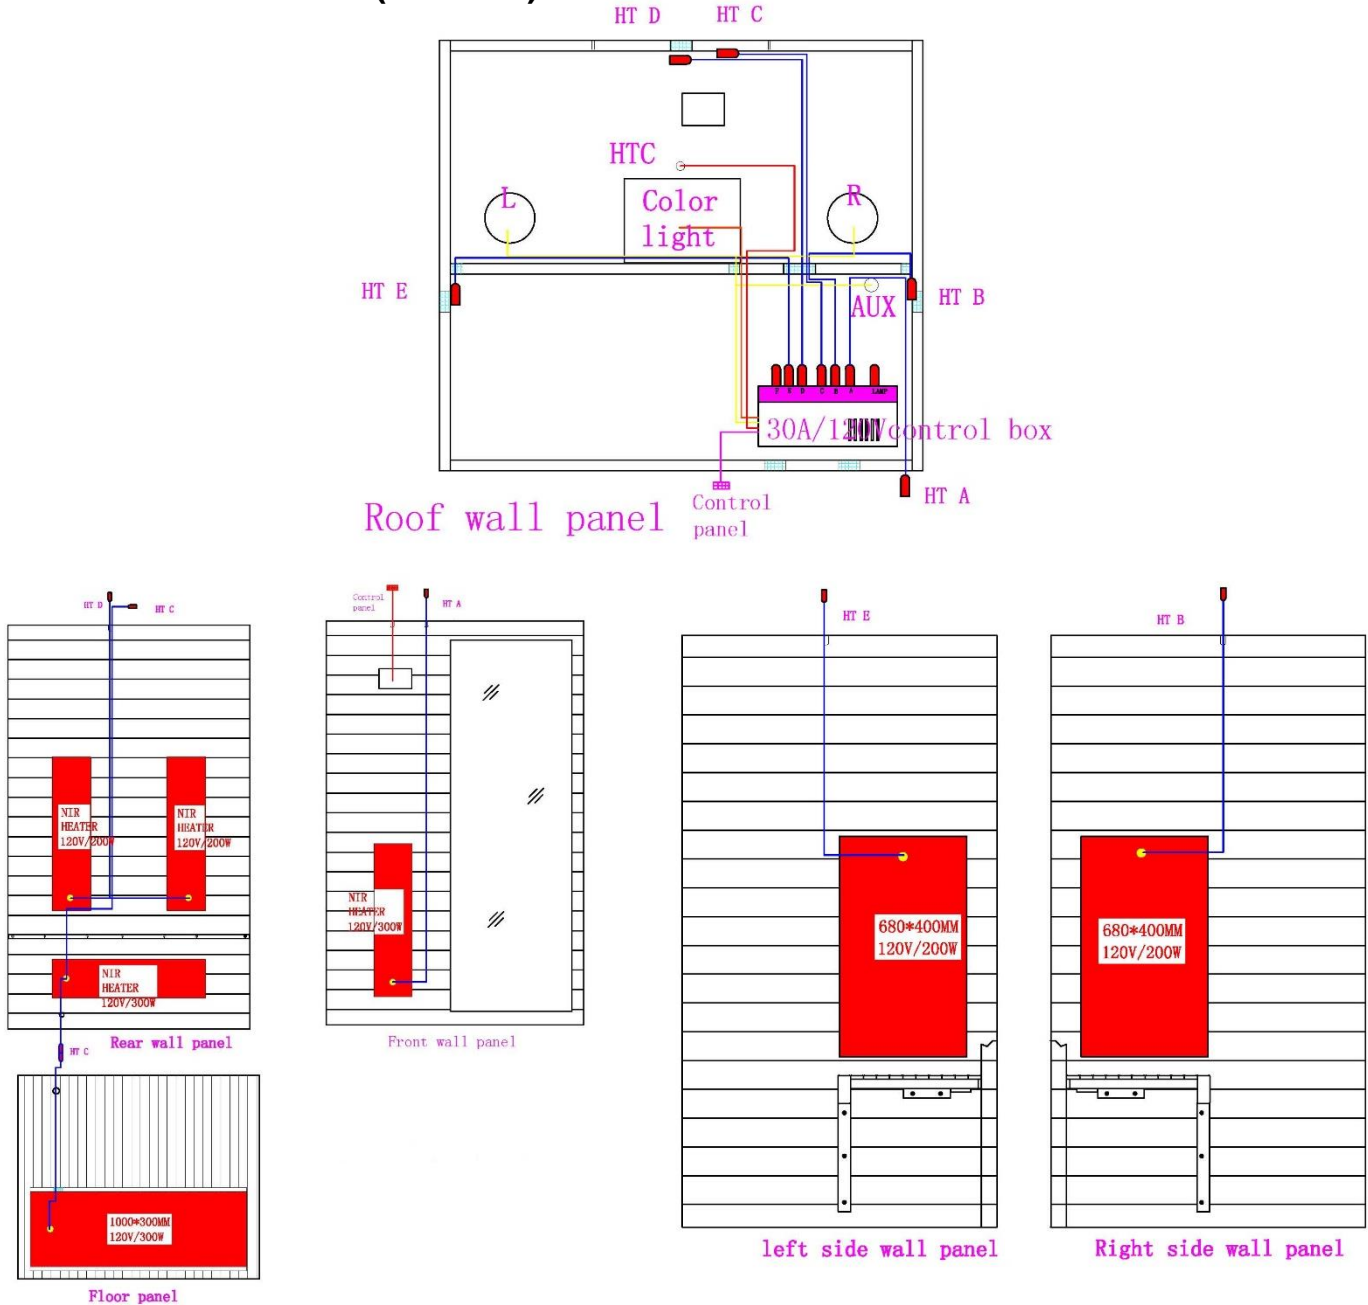 HT D
HT C
HTC
L
Color
light
R
HT E
AUX
HT B
F E D C B A LAMP
30A/120Vcontrol box
HT A
Control
panel
Roof wall panel
HT D
HT C
NIR
HEATER
120V/200W
NIR
HEATER
120V/200W
NIR
HEATER
120V/300W
Rear wall panel
HT C
1000*300MM
120V/300W
Floor panel
Control
panel
HT A
NIR
HEATER
120V/300W
Front wall panel
HT E
680*400MM
120V/200W
left side wall panel
HT B
680*400MM
120V/200W
Right side wall panel